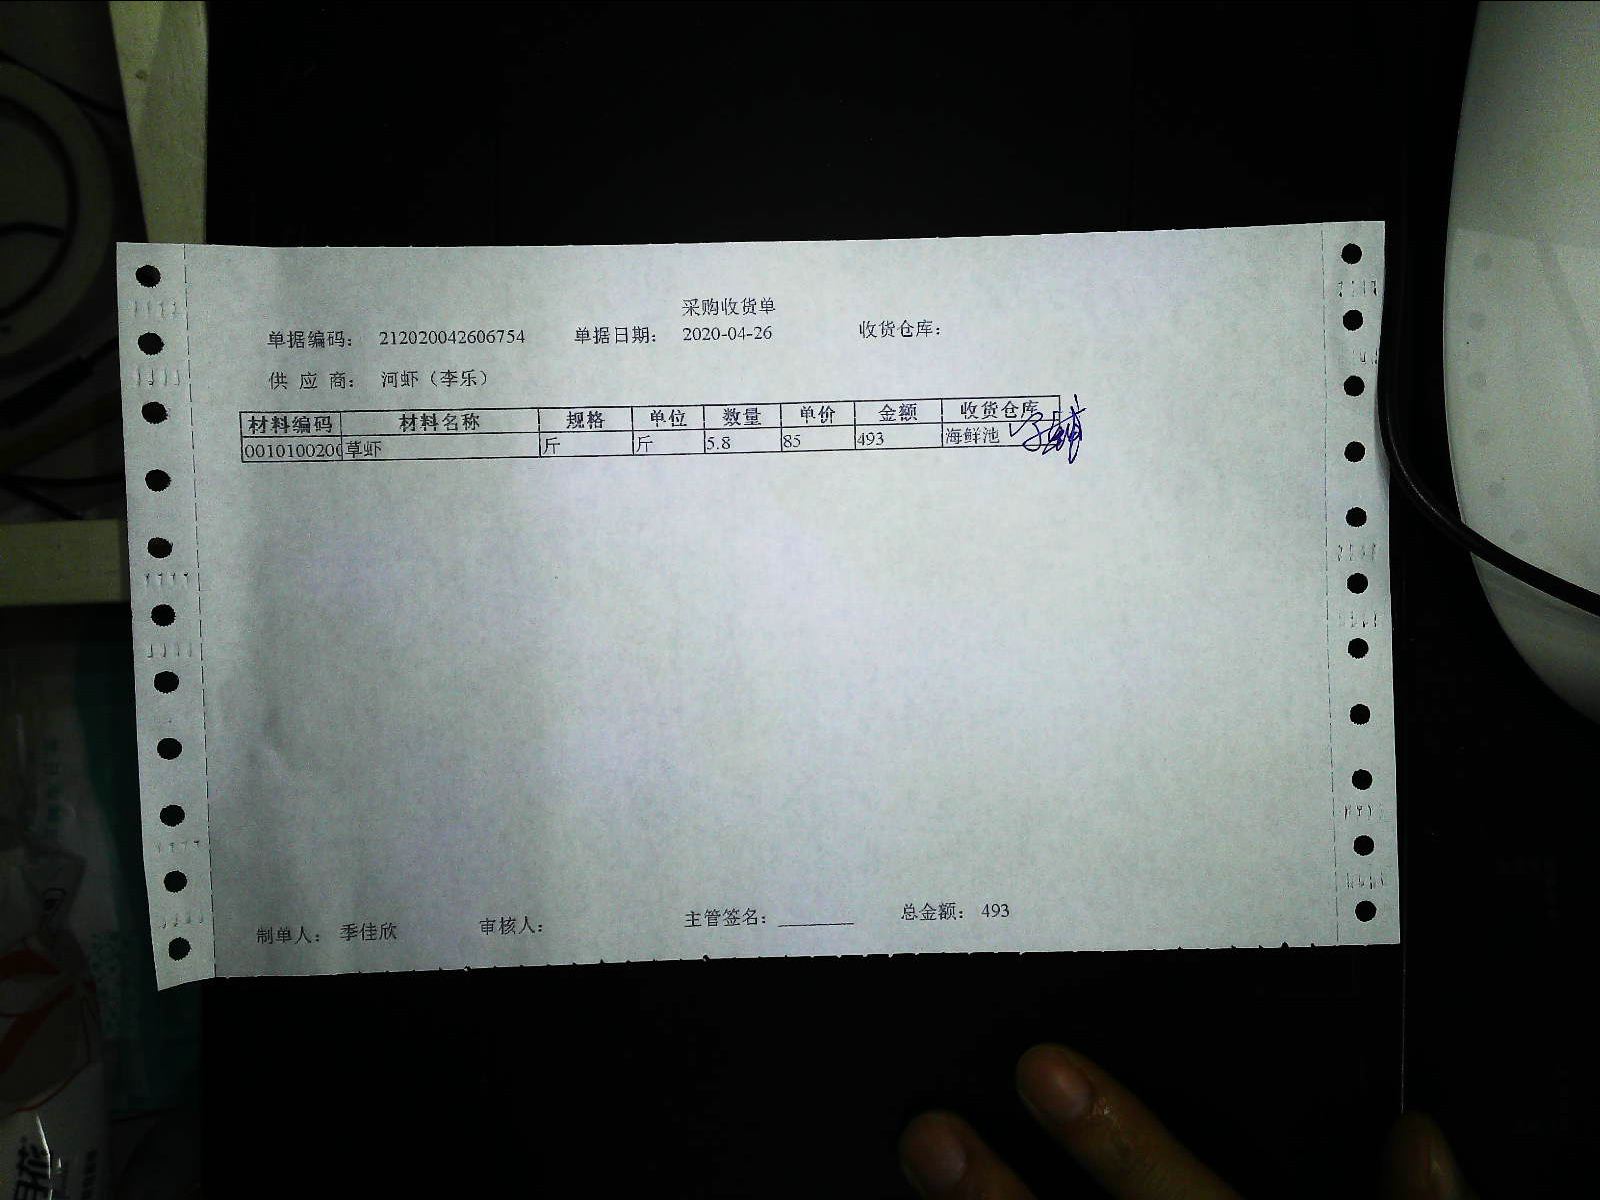 采购收货单
单据编码： 212020042606754 单据日期： 2020-04-26 收货仓库：
供 应 商： 河虾（李乐）
材料编码 材料名称 规格 单位 数量 单价 金额 收货仓库
0010100200 草虾 斤 斤 5.8 85 493 海鲜池
制单人： 季佳欣 审核人： 主管签名：________ 总金额： 493